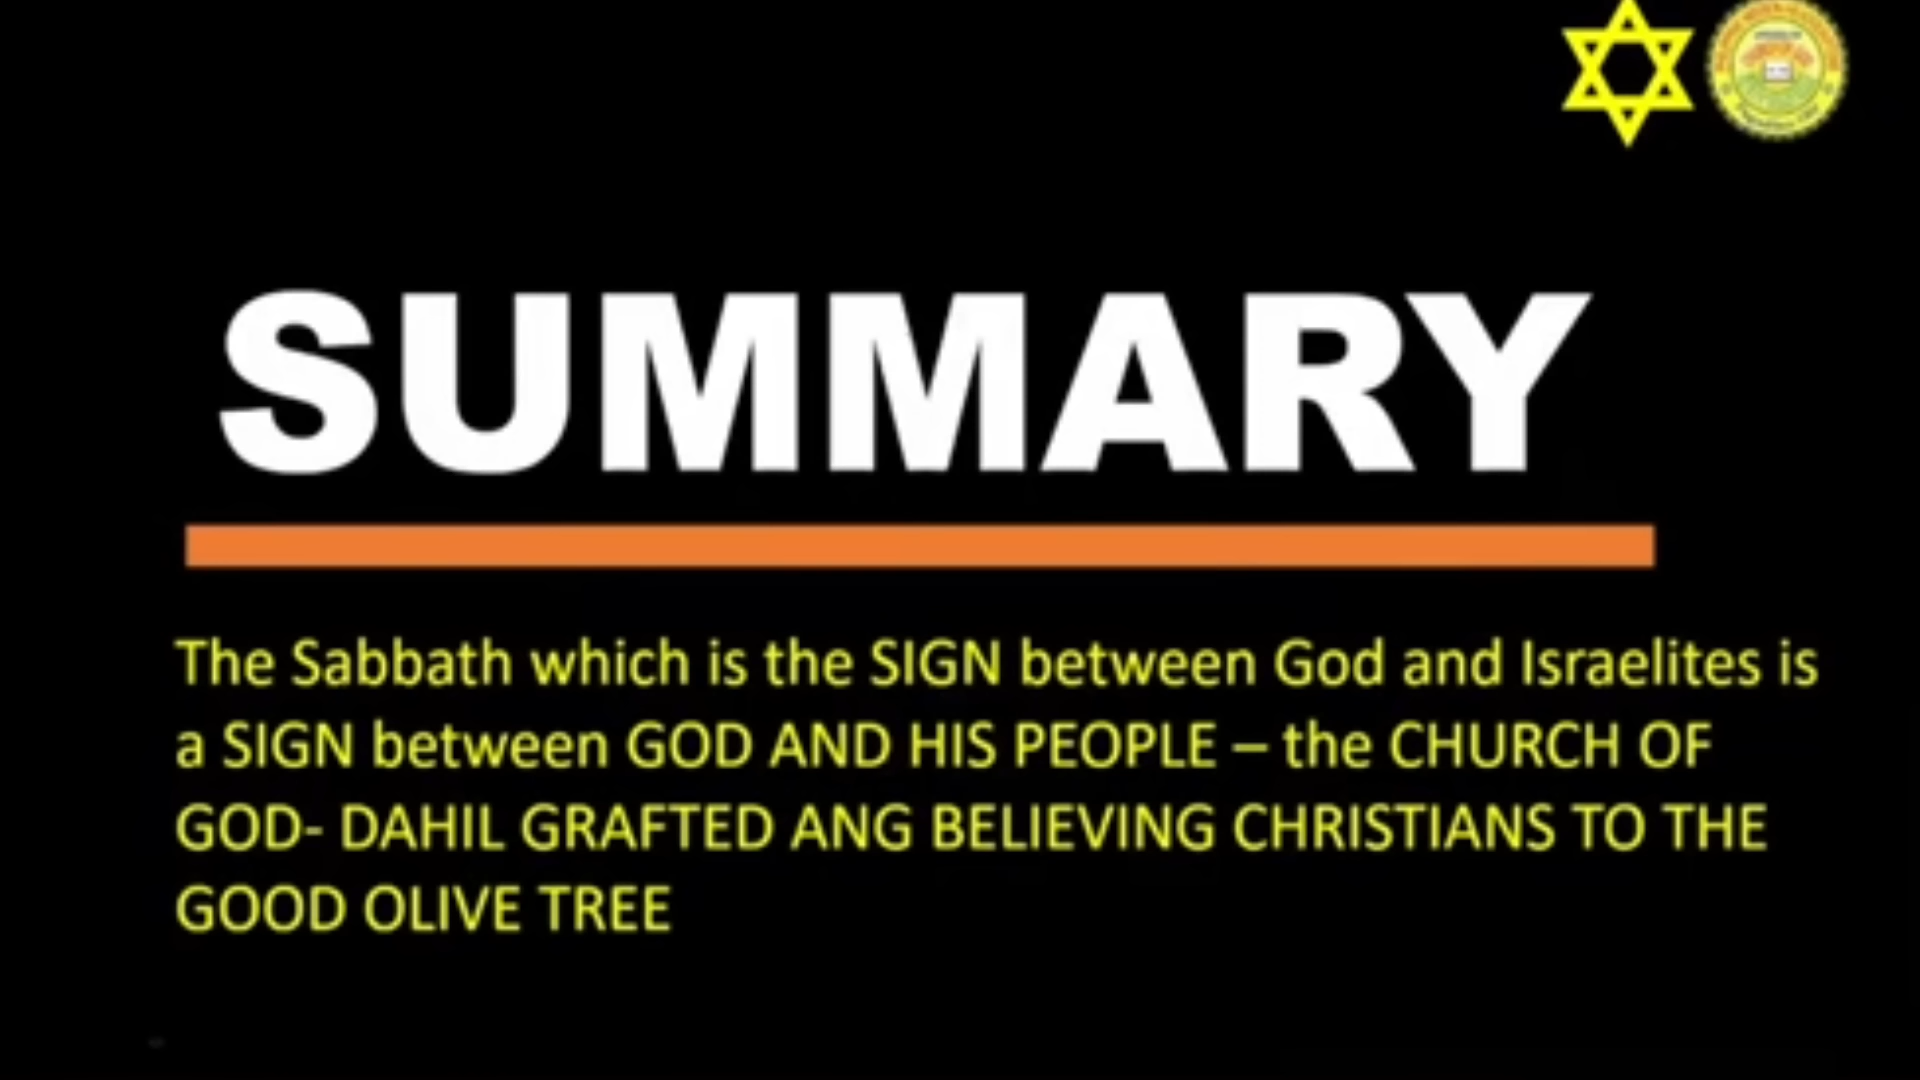 SUMMARY
The Sabbath which is the SIGN between God and Israelites is
a SIGN between GOD AND HIS PEOPLE – the CHURCH OF
GOD- DAHIL GRAFTED ANG BELIEVING CHRISTIANS TO THE
GOOD OLIVE TREE